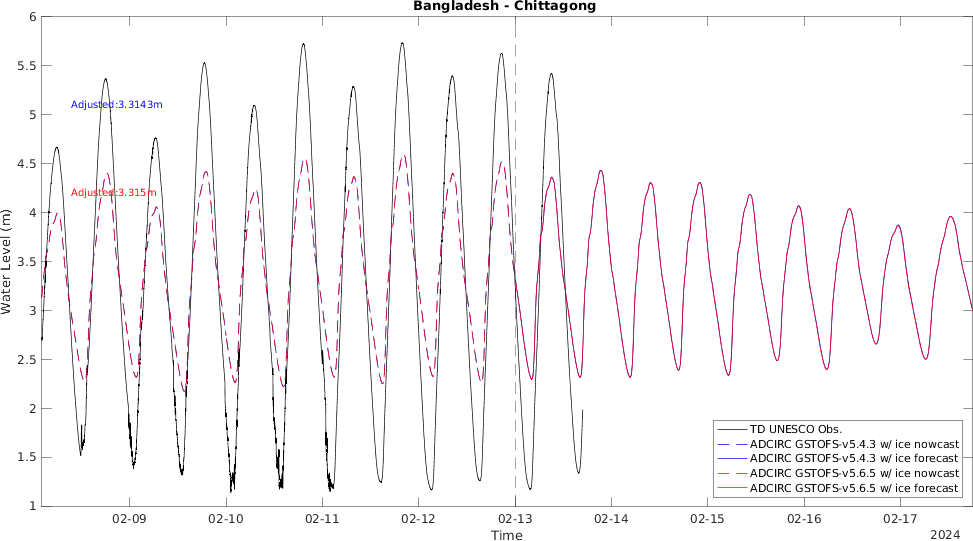 Bangladesh - Chittagong
6
5.5
5
4.5
4
3.5
3
2.5
2
1.5
1
Water Level (m)
Adjusted:3.3143m
Adjusted:3.315m
TD UNESCO Obs.
ADCIRC GSTOFS-v5.4.3 w/ ice nowcast
ADCIRC GSTOFS-v5.4.3 w/ ice forecast
ADCIRC GSTOFS-v5.6.5 w/ ice nowcast
ADCIRC GSTOFS-v5.6.5 w/ ice forecast
02-09 02-10 02-11 02-12 02-13 02-14 02-15 02-16 02-17
Time
2024